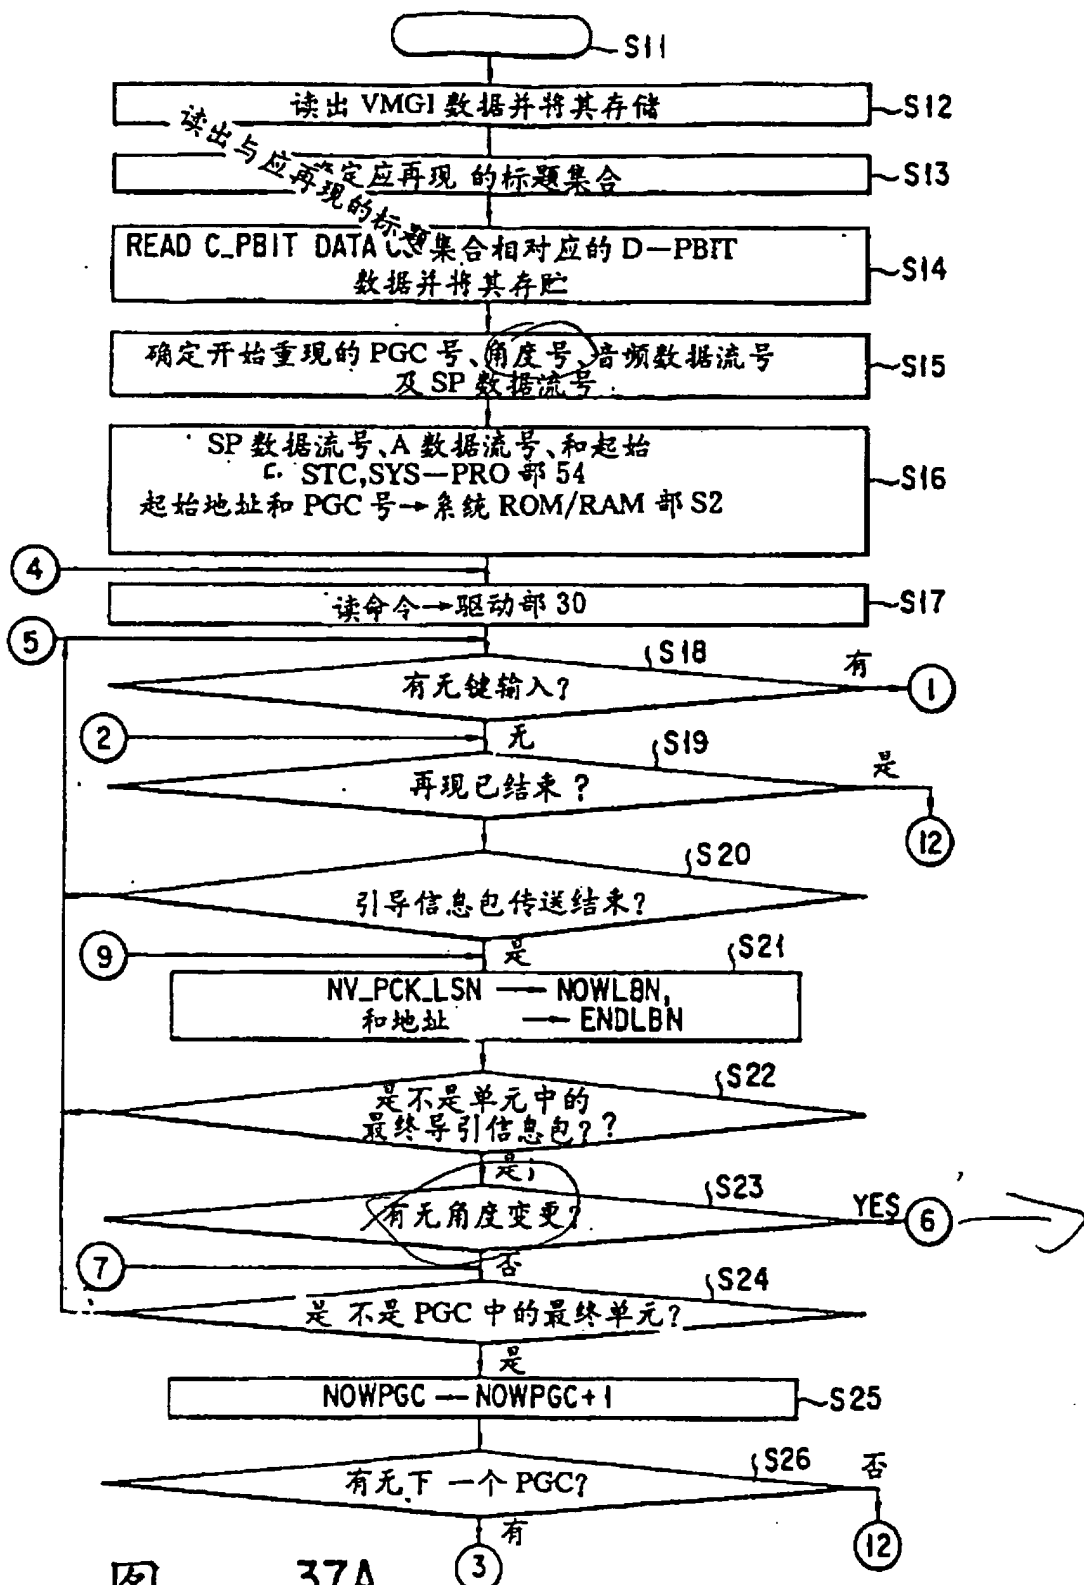 S11
读出 VMGI 数据并将其存储
S12
读出与应再现的标题
定应再现 的标题集合
S13
READ C_PBIT DATA
集合相对应的 D—PBIT
数据并将其存贮
S14
确定开始重现的 PGC 号、角度号、音频数据流号
及 SP 数据流号
S15
SP 数据流号、A 数据流号、和起始
STC,SYS—PRO 部 54
起始地址和 PGC 号→系统 ROM/RAM 部 S2
S16
4
读命令→驱动部 30
S17
5
S18
有无键输入?
有
1
2
无
S19
再现已结束?
是
12
S20
引导信息包传送结束?
9
是
S21
NV_PCK_LSN → NOWLBN,
和地址 → ENDLBN
S22
是不是单元中的
最终导引信息包??
是;
S23
有无角度变更?
YES
6
7
否
S24
是 不是 PGC 中的最终单元?
是
NOWPGC — NOWPGC+1
S25
S26
有无下 一个 PGC?
否
有
12
3
图 37A